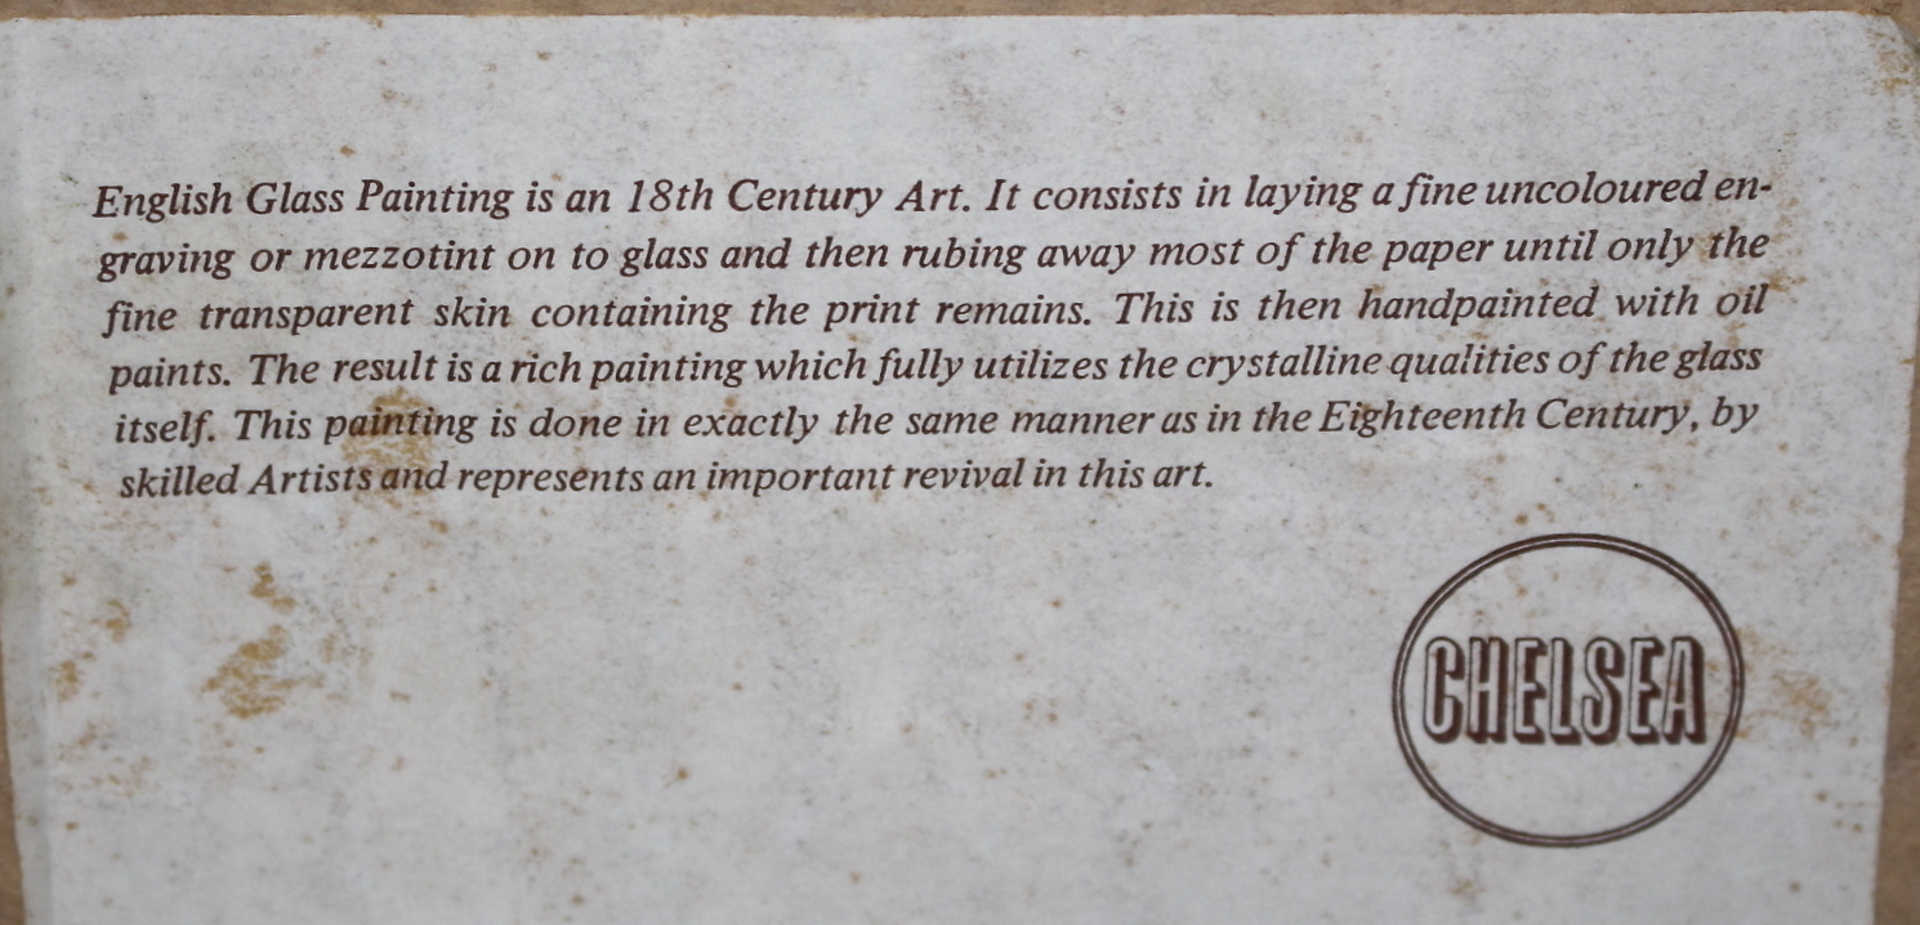 English Glass Painting is an 18th Century Art. It consists in laying a fine uncoloured en-
graving or mezzotint on to glass and then rubing away most of the paper until only the
fine transparent skin containing the print remains. This is then handpainted with oil
paints. The result is a rich painting which fully utilizes the crystalline qualities of the glass
itself. This painting is done in exactly the same manner as in the Eighteenth Century, by
skilled Artists and represents an important revival in this art.
CHELSEA